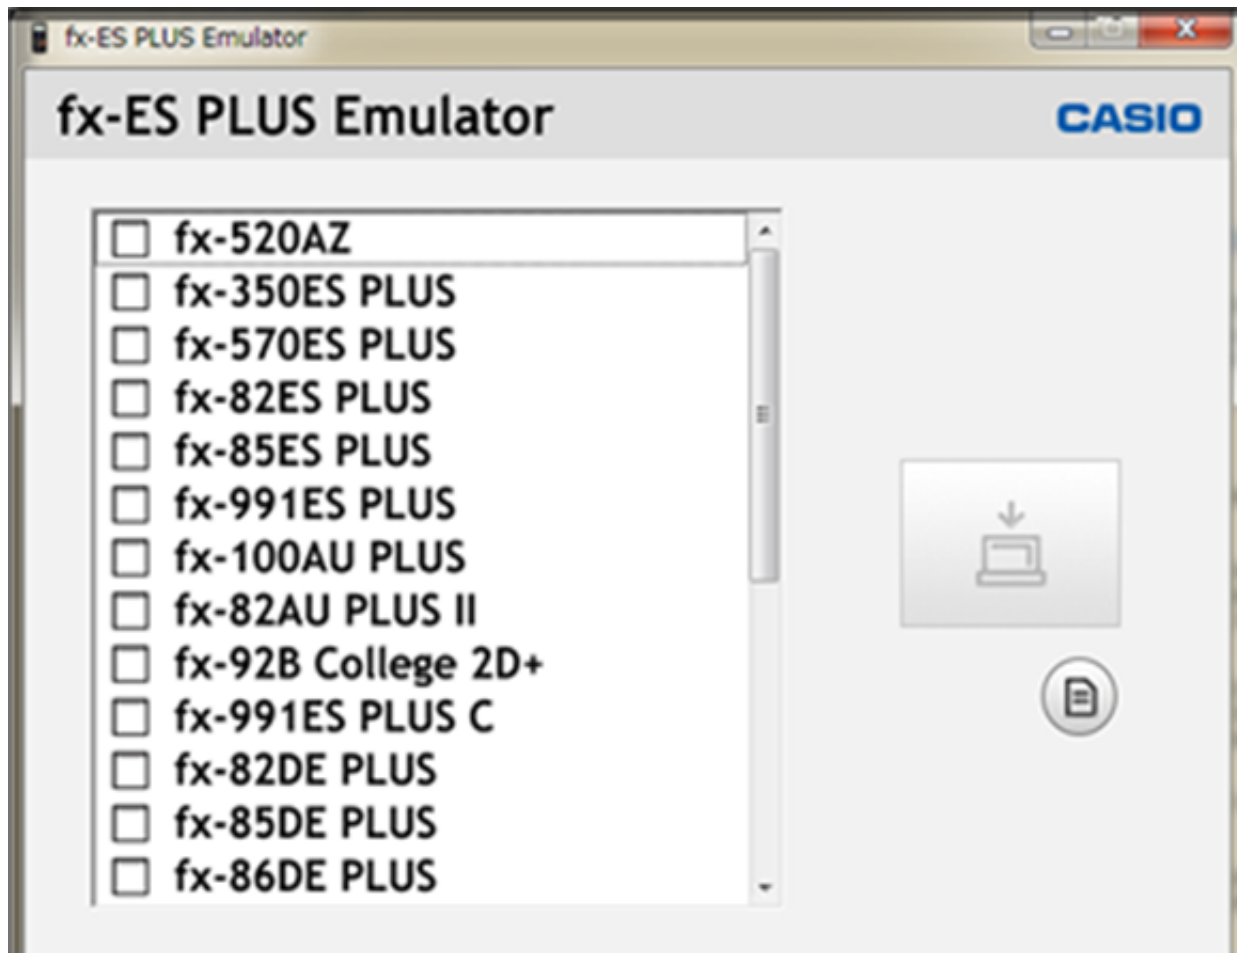 fx-ES PLUS Emulator
fx-ES PLUS Emulator
CASIO
fx-520AZ
fx-350ES PLUS
fx-570ES PLUS
fx-82ES PLUS
fx-85ES PLUS
fx-991ES PLUS
fx-100AU PLUS
fx-82AU PLUS II
fx-92B College 2D+
fx-991ES PLUS C
fx-82DE PLUS
fx-85DE PLUS
fx-86DE PLUS